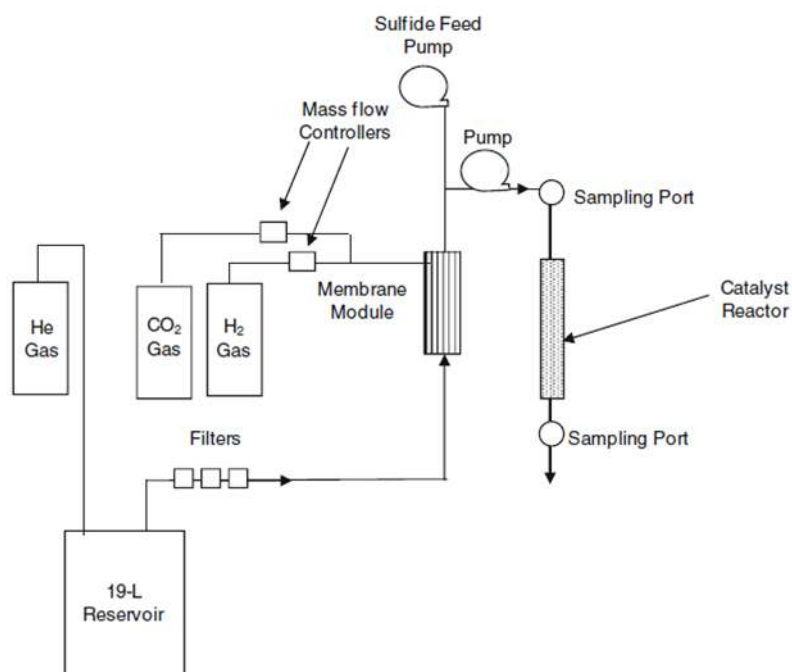 Sulfide Feed
Pump
Mass flow
Controllers
Pump
Sampling Port
He
Gas
CO₂
Gas
H₂
Gas
Membrane
Module
Catalyst
Reactor
Filters
Sampling Port
19-L
Reservoir